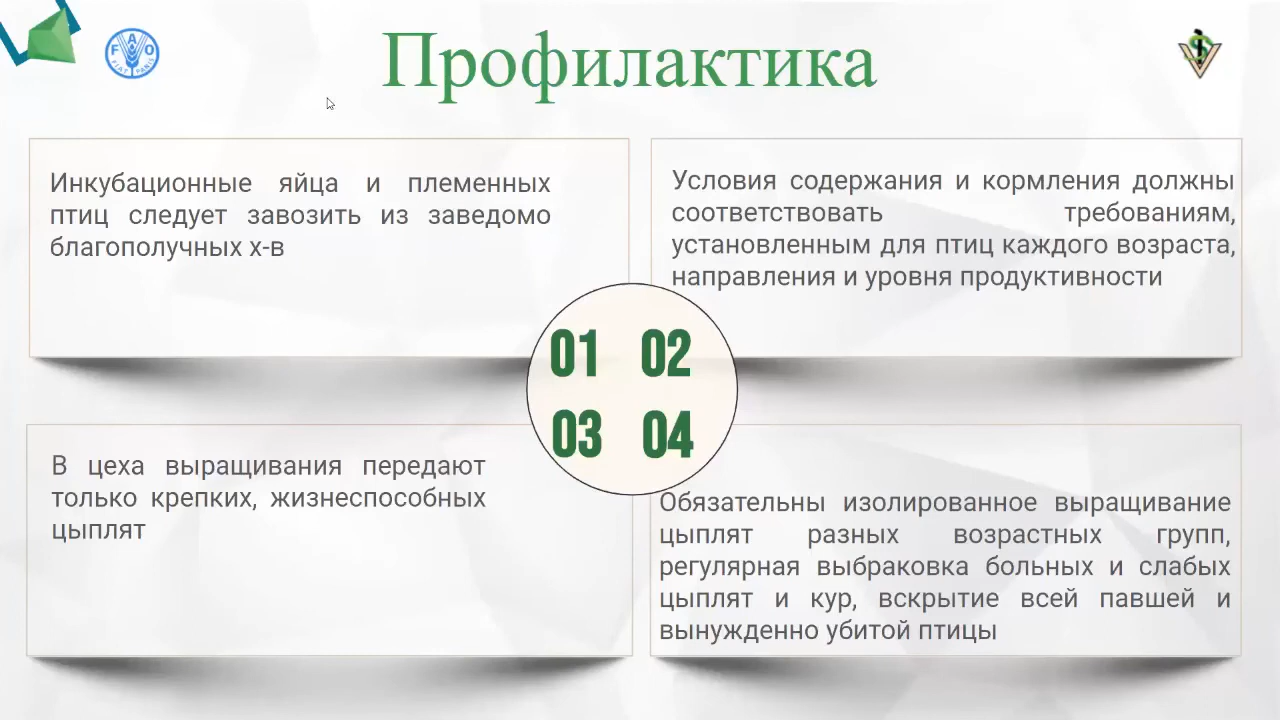 Профилактика
F A O
FIAT PANIS
Инкубационные яйца и племенных
птиц следует завозить из заведомо
благополучных х-в
Условия содержания и кормления должны
соответствовать требованиям,
установленным для птиц каждого возраста,
направления и уровня продуктивности
01 02
03 04
В цеха выращивания передают
только крепких, жизнеспособных
цыплят
Обязательны изолированное выращивание
цыплят разных возрастных групп,
регулярная выбраковка больных и слабых
цыплят и кур, вскрытие всей павшей и
вынужденно убитой птицы